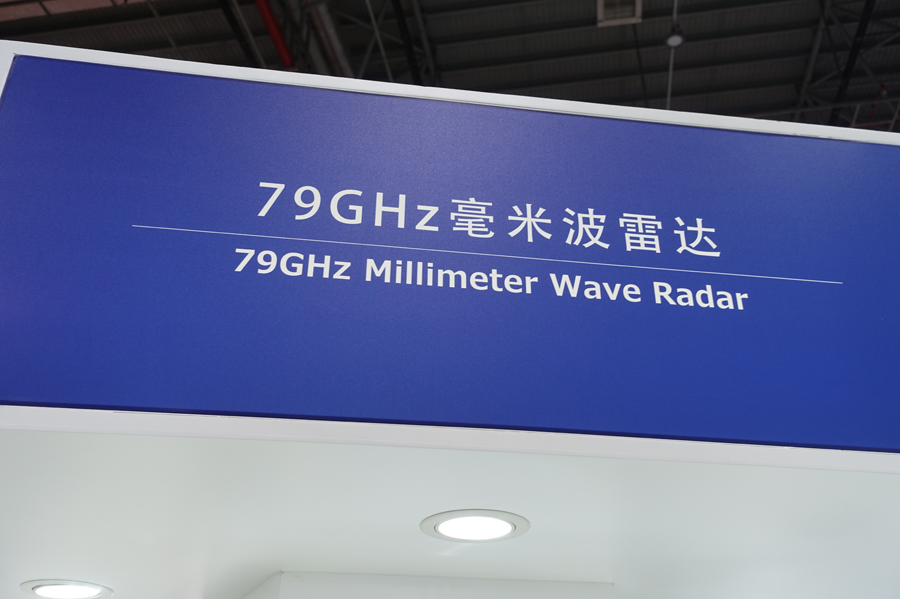 79GHz毫米波雷达
79GHz Millimeter Wave Radar